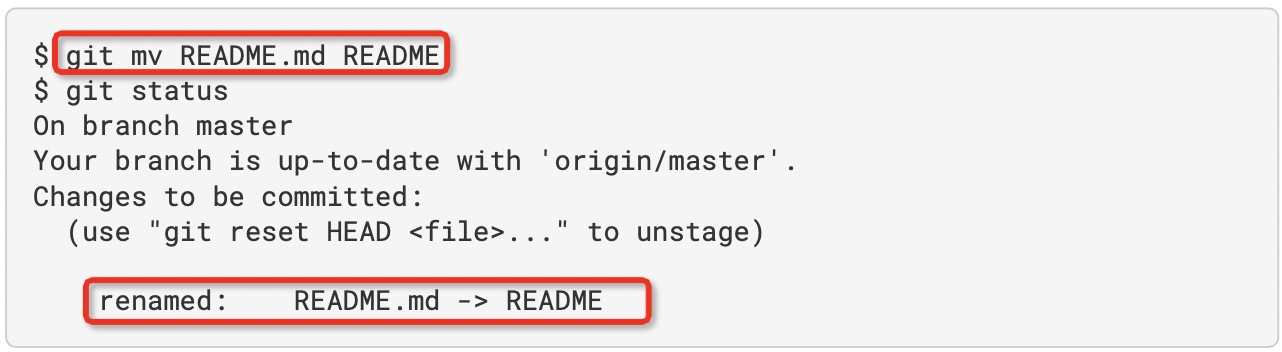 $ git mv README.md README
$ git status
On branch master
Your branch is up-to-date with 'origin/master'.
Changes to be committed:
  (use "git reset HEAD <file>..." to unstage)

    renamed:    README.md -> README